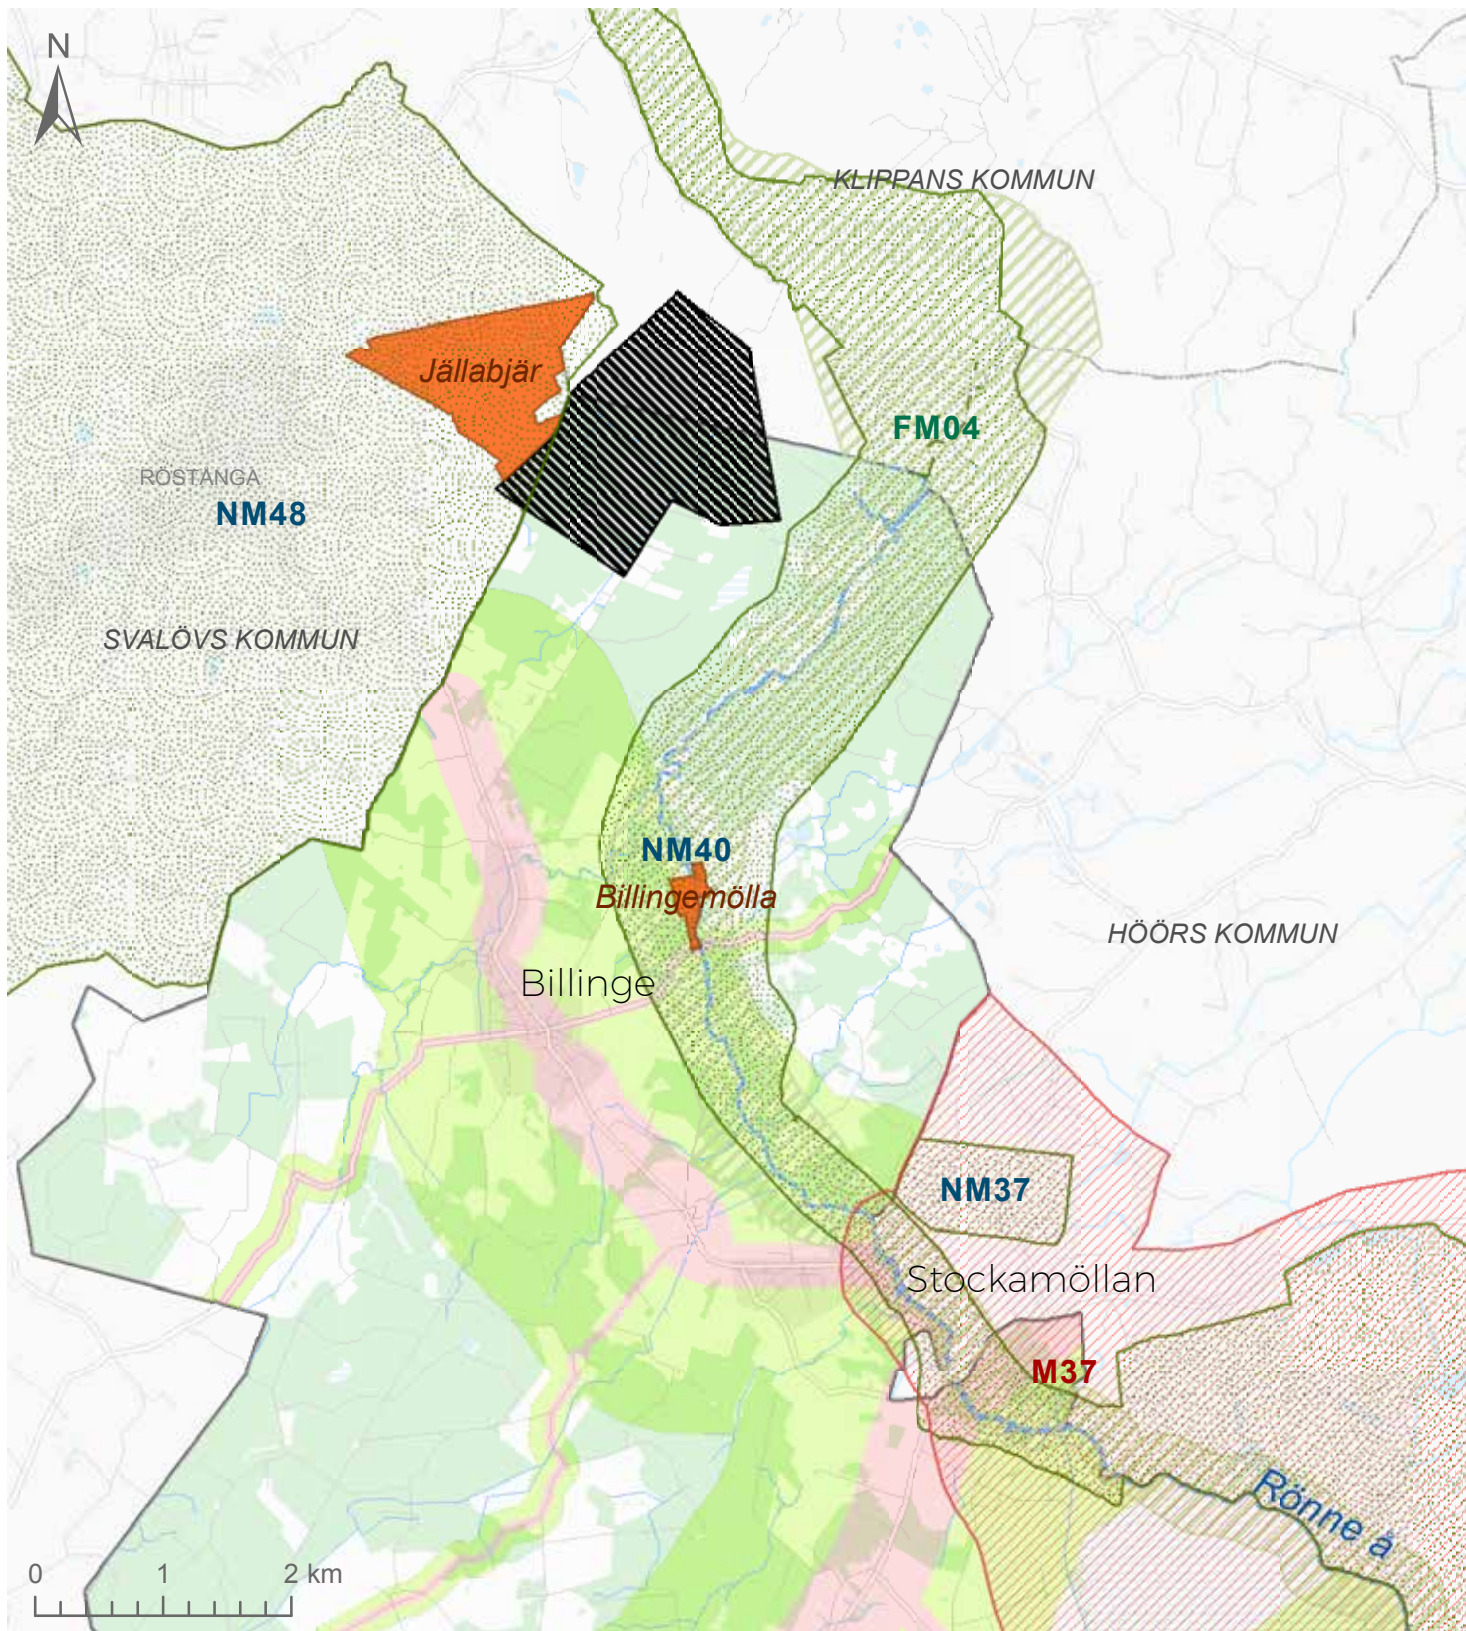 N
KLIPPANS KOMMUN
Jällabjär
FM04
RÖSTÅNGA
NM48
SVALÖVS KOMMUN
NM40
Billingemölla
HÖÖRS KOMMUN
Billinge
NM37
Stockamöllan
M37
Rönne å
0 1 2 km